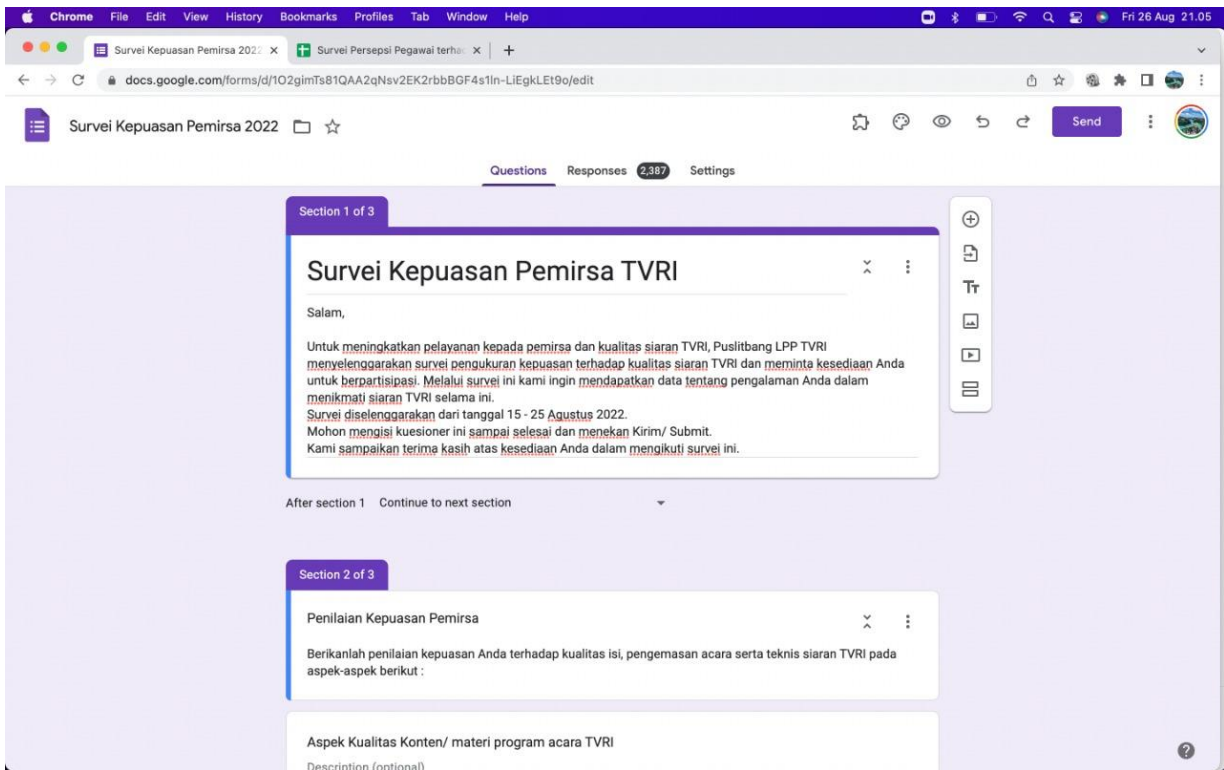 Chrome File Edit View History Bookmarks Profiles Tab Window Help Fri 26 Aug 21.05
Survei Kepuasan Pemirsa 2022 Survei Persepsi Pegawai terhad
docs.google.com/forms/d/1O2gimTs81QAA2qNsv2EK2rbbBGF4s1In-LiEgkLEt9o/edit
Survei Kepuasan Pemirsa 2022 Send
Questions Responses 2,387 Settings
Section 1 of 3
Survei Kepuasan Pemirsa TVRI
Salam,
Untuk meningkatkan pelayanan kepada pemirsa dan kualitas siaran TVRI, Puslitbang LPP TVRI
menyelenggarakan survei pengukuran kepuasan terhadap kualitas siaran TVRI dan meminta kesediaan Anda
untuk berpartisipasi. Melalui survei ini kami ingin mendapatkan data tentang pengalaman Anda dalam
menikmati siaran TVRI selama ini.
Survei diselenggarakan dari tanggal 15 - 25 Agustus 2022.
Mohon mengisi kuesioner ini sampai selesai dan menekan Kirim/ Submit.
Kami sampaikan terima kasih atas kesediaan Anda dalam mengikuti survei ini.
After section 1 Continue to next section
Section 2 of 3
Penilaian Kepuasan Pemirsa
Berikanlah penilaian kepuasan Anda terhadap kualitas isi, pengemasan acara serta teknis siaran TVRI pada
aspek-aspek berikut :
Aspek Kualitas Konten/ materi program acara TVRI
Description (optional)